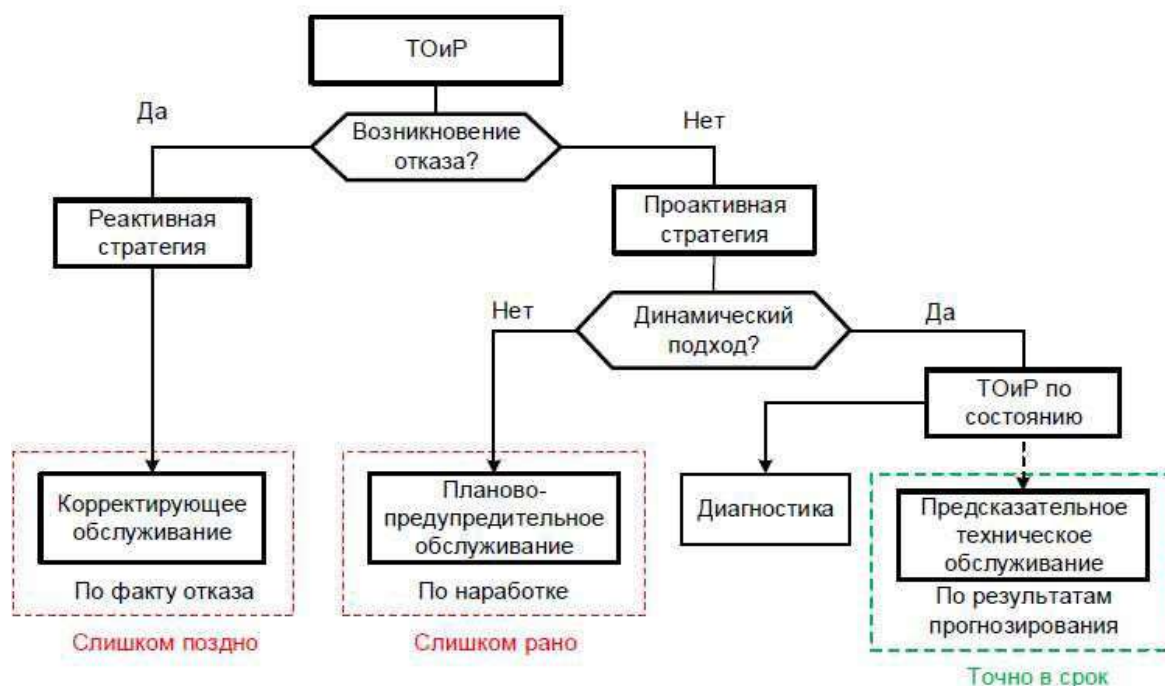 ТОиР
Да
Нет
Возникновение
отказа?
Реактивная
стратегия
Проактивная
стратегия
Нет
Динамический
подход?
Да
ТОиР по
состоянию
Корректирующее
обслуживание
По факту отказа
Слишком поздно
Планово-
предупредительное
обслуживание
По наработке
Слишком рано
Диагностика
Предсказательное
техническое
обслуживание
По результатам
прогнозирования
Точно в срок